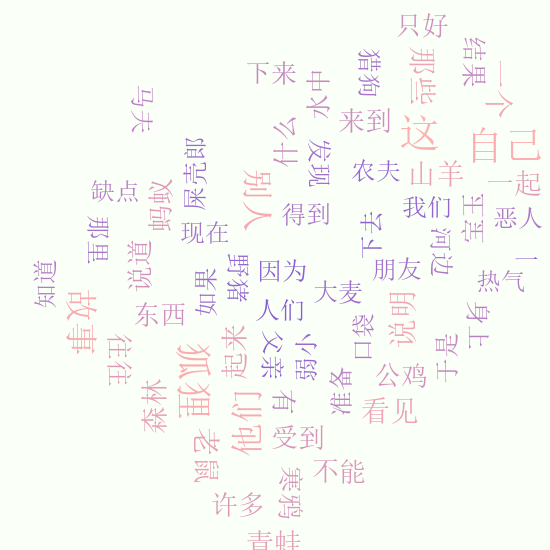 只好
那些
结果
猎狗
下来
水中
一个
马夫
来到
这
自己
什么
发现
屎壳郎
农夫
山羊
一起
别人
缺点
蚂蚁
得到
我们
王室
恶人
那里
现在
下去
河边
说道
一
知道
野猪
因为
朋友
热气
如果
大麦
故事
东西
人们
说明
身上
口袋
往往
起来
父亲
弱小
于是
狐狸
公鸡
森林
他们
有
准备
看见
老鼠
受到
不能
寒鸦
许多
青蛙